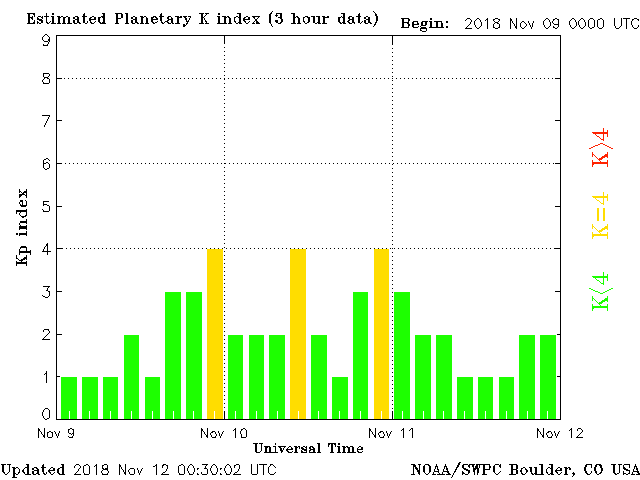 Estimated Planetary K index (3 hour data) Begin: 2018 Nov 09 0000 UTC
9
8
7
6
5
4
3
2
1
0
Kp index
K>4
K=4
K<4
Nov 9 Nov 10 Nov 11 Nov 12
Universal Time
Updated 2018 Nov 12 00:30:02 UTC NOAA/SWPC Boulder, CO USA